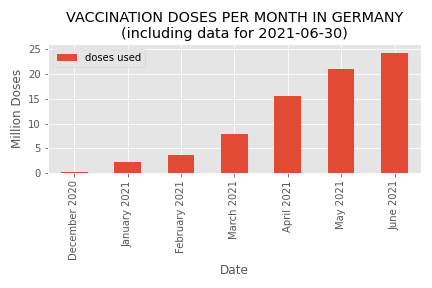 VACCINATION DOSES PER MONTH IN GERMANY
(including data for 2021-06-30)
doses used
Million Doses
25
20
15
10
5
0
December 2020
January 2021
February 2021
March 2021
April 2021
May 2021
June 2021
Date